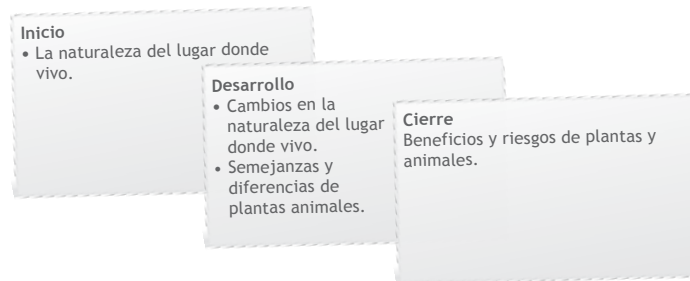 Inicio
• La naturaleza del lugar donde
vivo.
Desarrollo
• Cambios en la
naturaleza del lugar
donde vivo.
• Semejanzas y
diferencias de
plantas animales.
Cierre
Beneficios y riesgos de plantas y
animales.